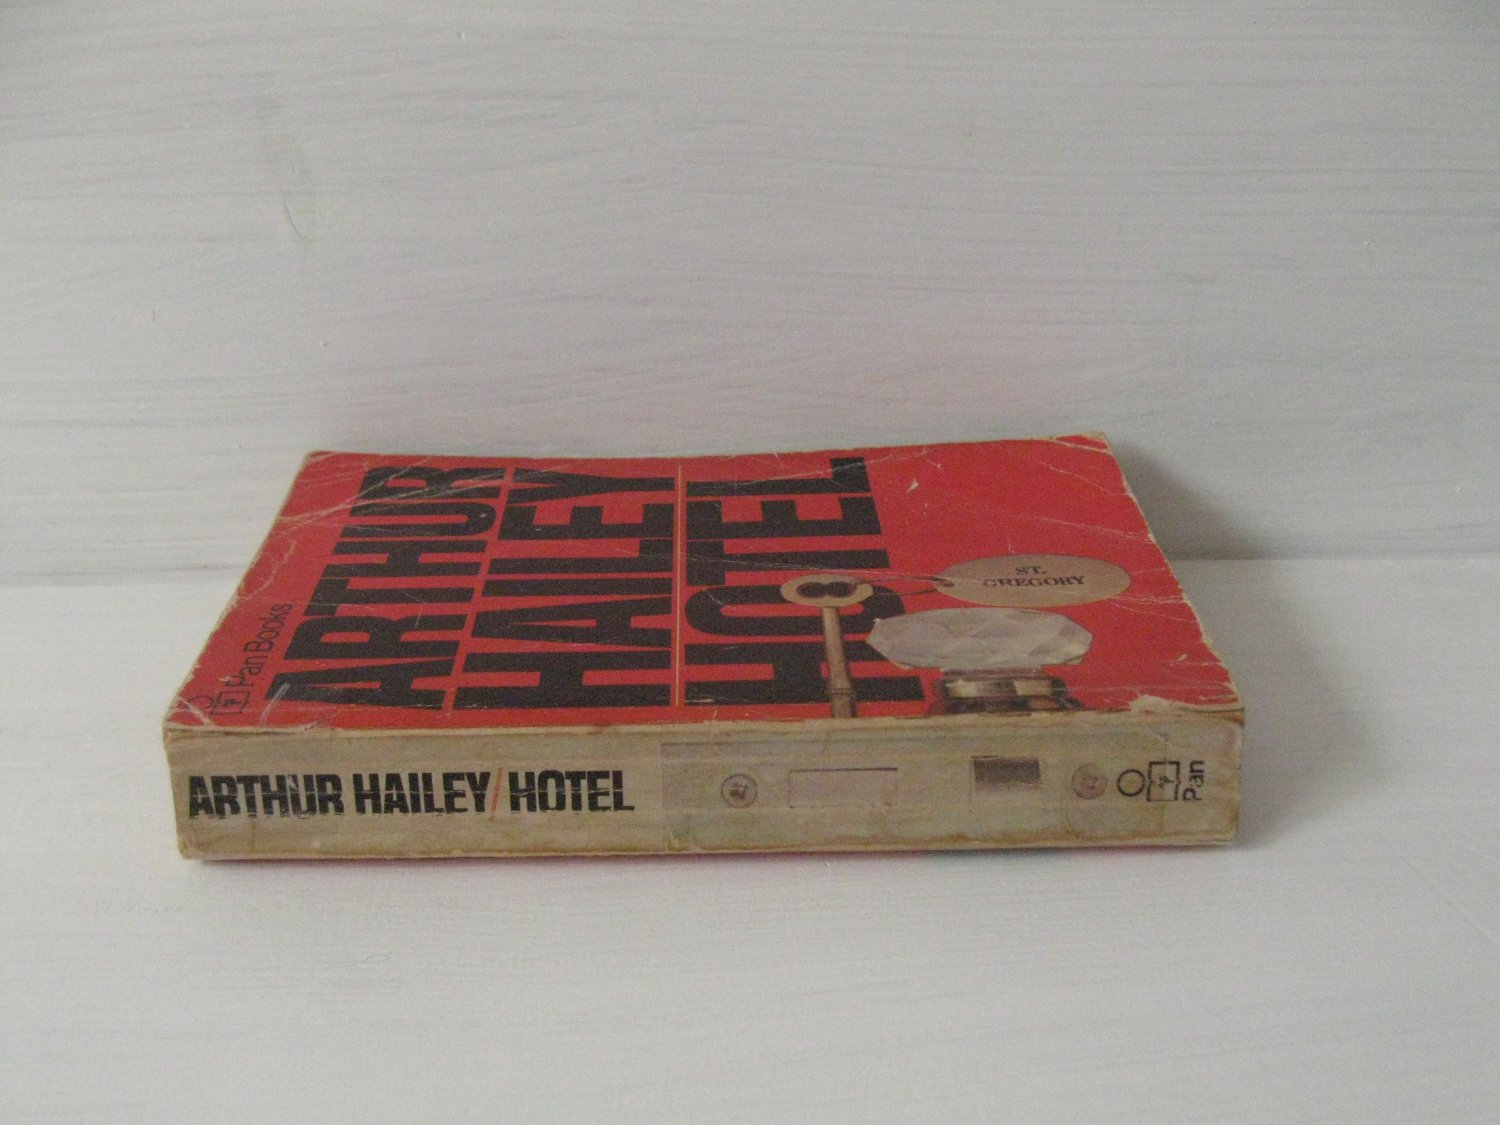 Pan Books
ARTHUR
HAILEY
HOTEL
ST.
GREGORY
ARTHUR HAILEY/HOTEL
Pan